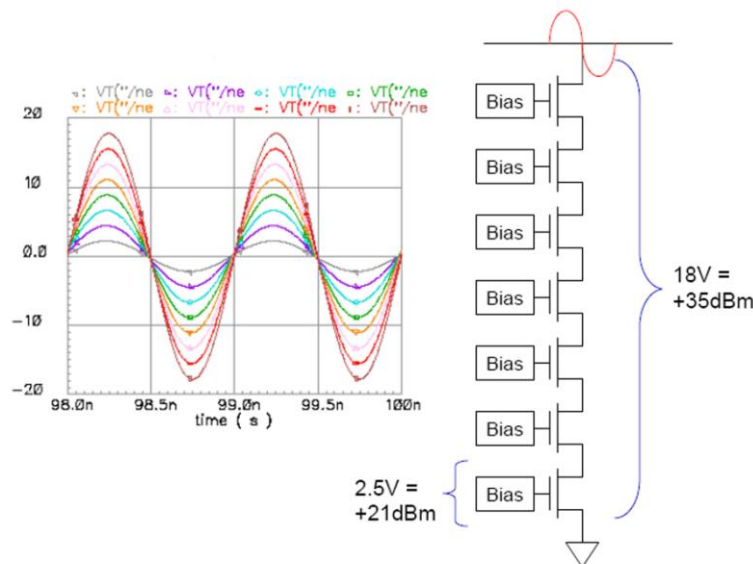 ▿: VT("/ne ▹: VT("/ne ◇: VT("/ne □: VT("/ne
▽: VT("/ne △: VT("/ne =: VT("/ne ı: VT("/ne
20
10
0.0
-10
-20
98.0n 98.5n 99.0n 99.5n 100n
time ( s )
Bias
Bias
Bias
Bias
Bias
Bias
Bias
18V =
+35dBm
2.5V =
+21dBm